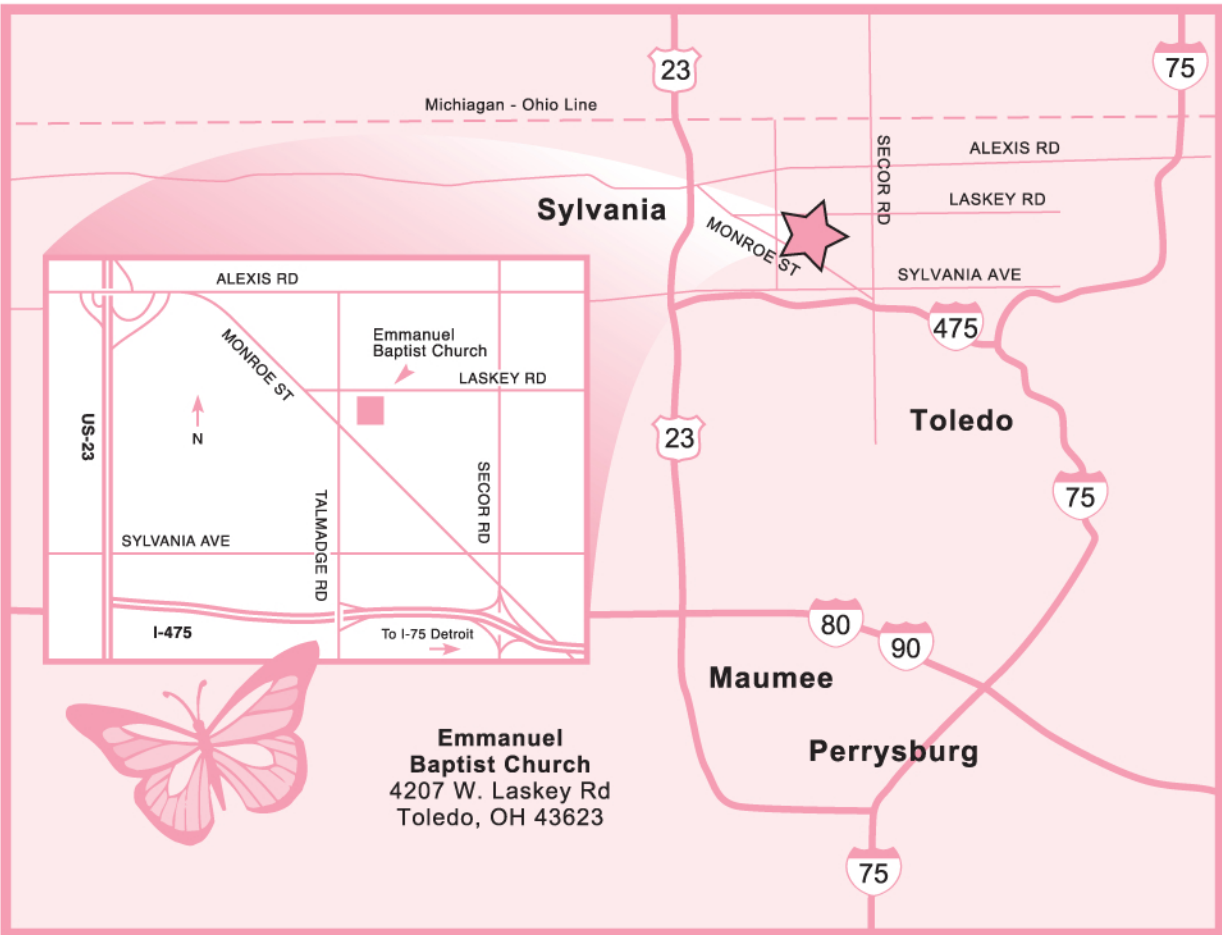 23
75
Michiagan - Ohio Line
ALEXIS RD
SECOR RD
LASKEY RD
Sylvania
MONROE ST
SYLVANIA AVE
475
Toledo
23
75
ALEXIS RD
Emmanuel
Baptist Church
MONROE ST
LASKEY RD
US-23
N
SECOR RD
TALMADGE RD
SYLVANIA AVE
I-475
To I-75 Detroit
80
90
Maumee
Perrysburg
Emmanuel
Baptist Church
4207 W. Laskey Rd
Toledo, OH 43623
75